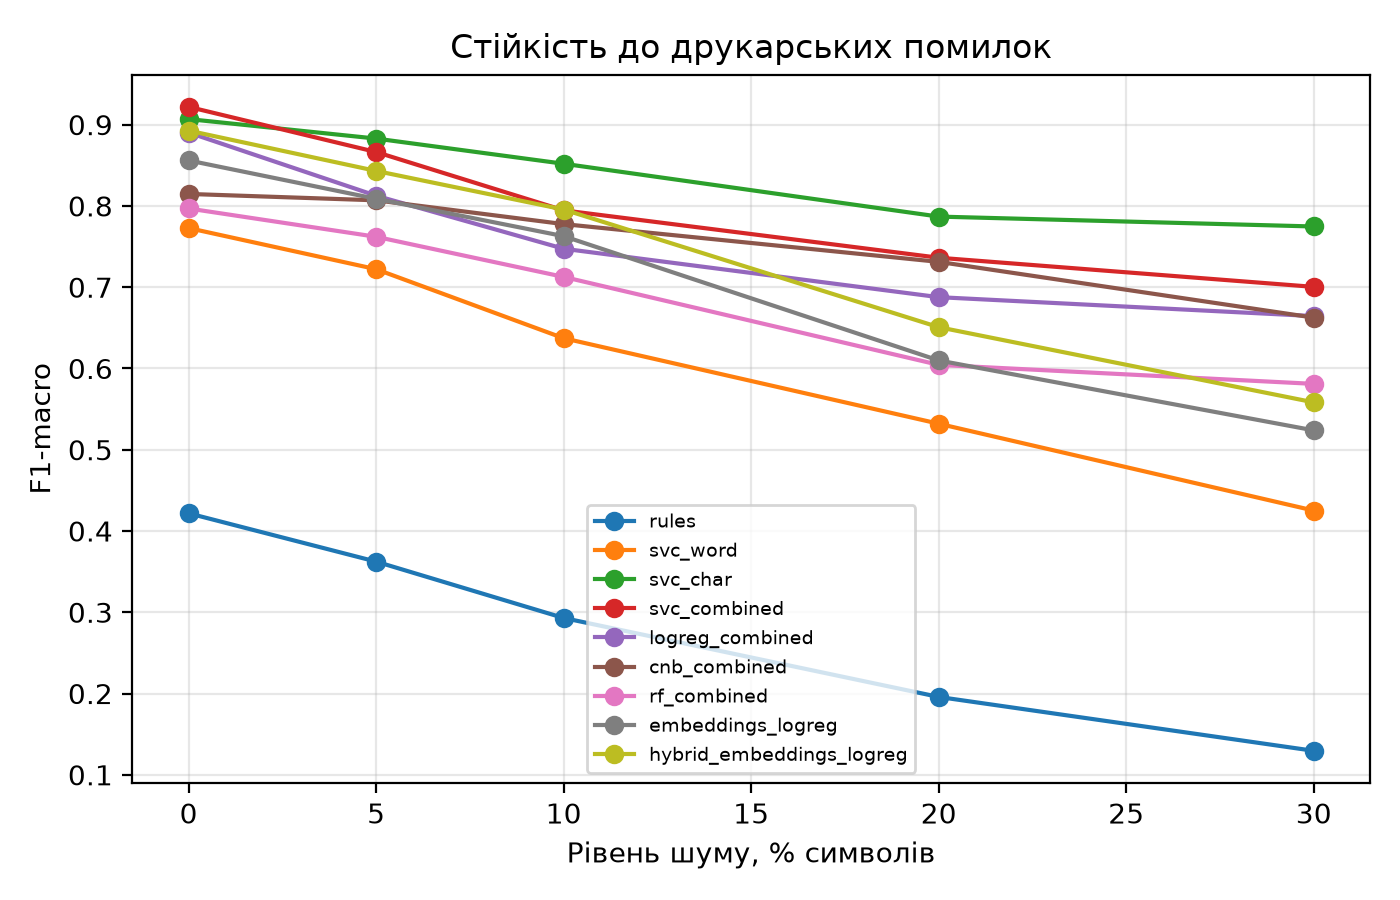 Стійкість до друкарських помилок
F1-macro
0.9
0.8
0.7
0.6
0.5
0.4
0.3
0.2
0.1
rules
svc_word
svc_char
svc_combined
logreg_combined
cnb_combined
rf_combined
embeddings_logreg
hybrid_embeddings_logreg
0 5 10 15 20 25 30
Рівень шуму, % символів